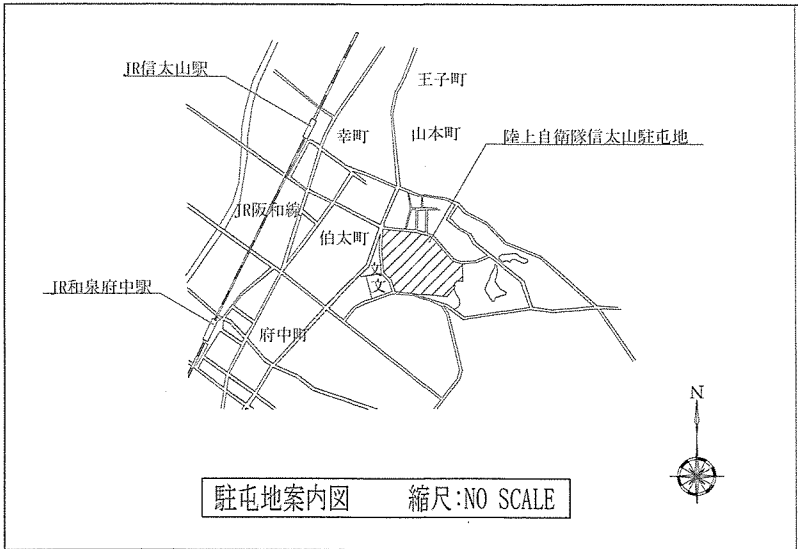 JR信太山駅
王子町
幸町
山本町
陸上自衛隊信太山駐屯地
JR阪和線
伯太町
文
文
JR和泉府中駅
府中町
N
駐屯地案内図 縮尺:NO SCALE